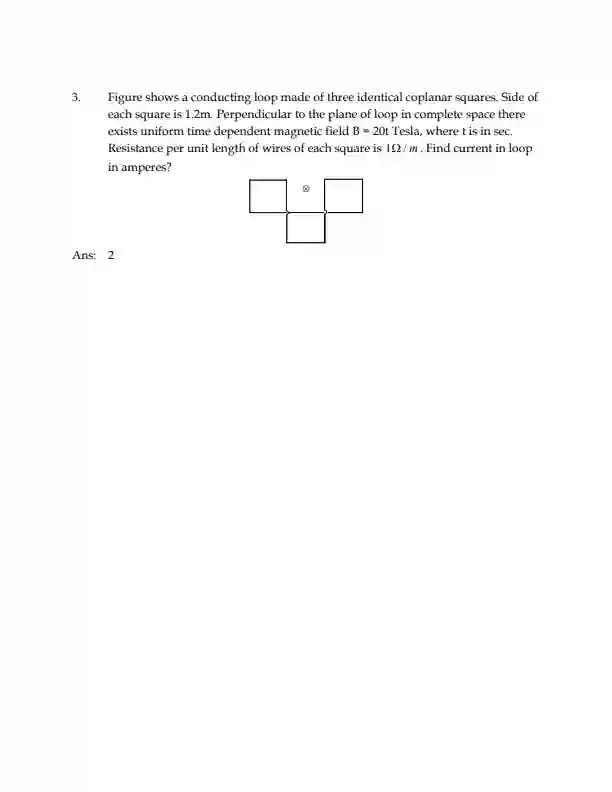 3. Figure shows a conducting loop made of three identical coplanar squares. Side of
each square is 1.2m. Perpendicular to the plane of loop in complete space there
exists uniform time dependent magnetic field B = 20t Tesla, where t is in sec.
Resistance per unit length of wires of each square is 1Ω / m . Find current in loop
in amperes?
⊗
Ans: 2